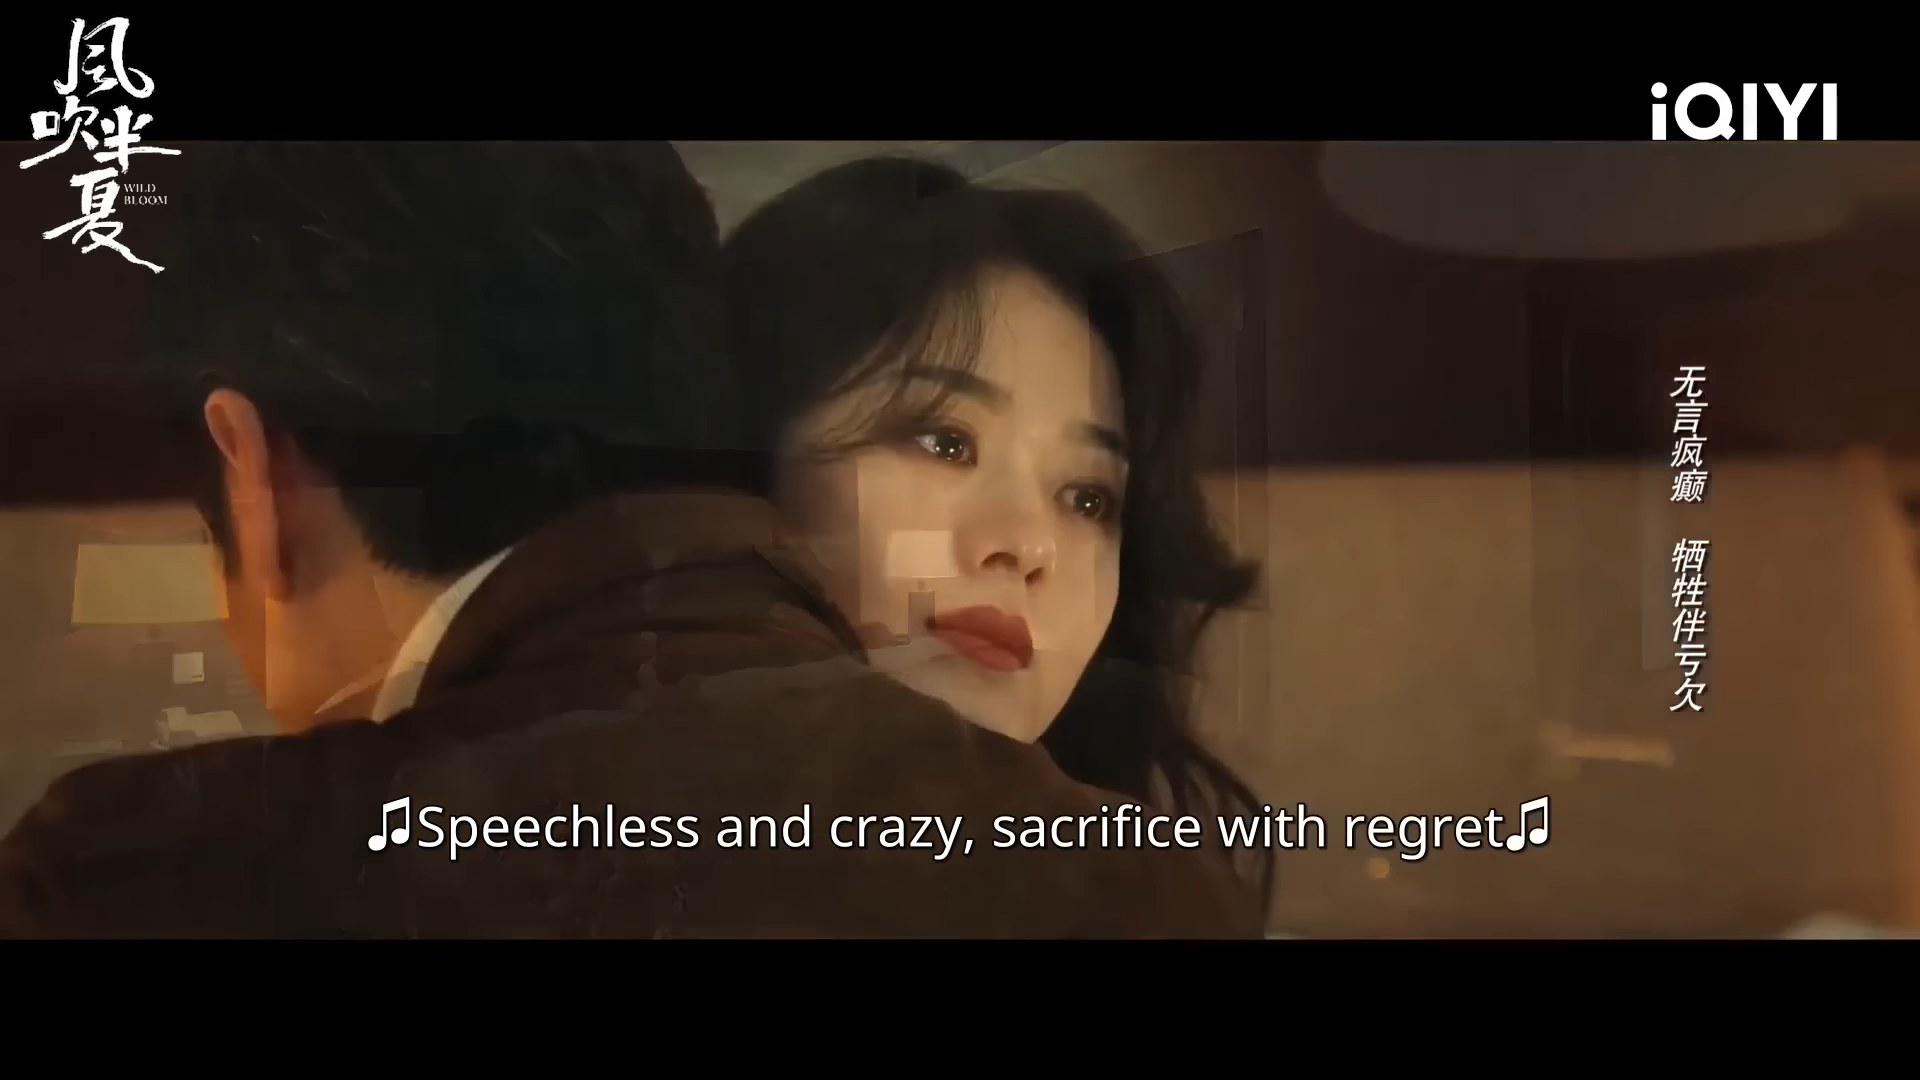 风
吹半
夏
WILD
BLOOM
iQIYI
无言疯癫 牺牲伴亏欠
♫Speechless and crazy, sacrifice with regret♫